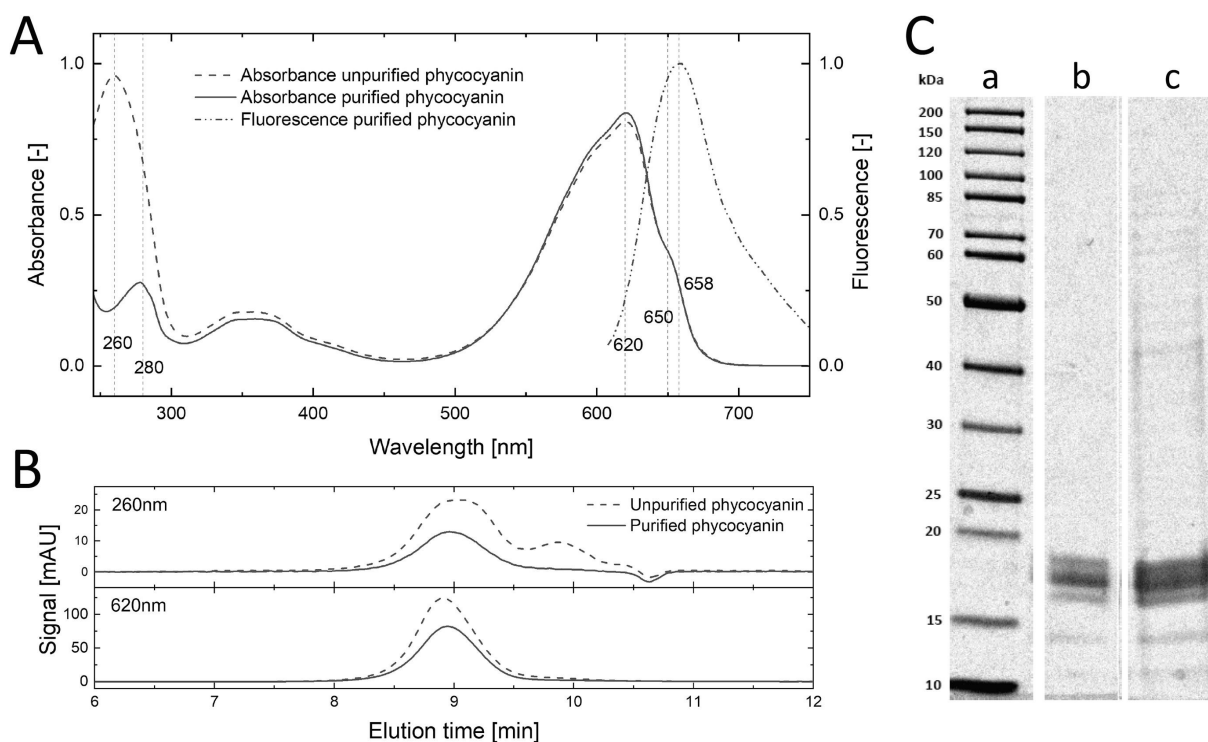 A
Absorbance unpurified phycocyanin
Absorbance purified phycocyanin
Fluorescence purified phycocyanin
1.0
0.5
0.0
Absorbance [-]
1.0
0.5
0.0
Fluorescence [-]
260
280
620
650
658
300 400 500 600 700
Wavelength [nm]
B
260nm
Unpurified phycocyanin
Purified phycocyanin
20
10
0
620nm
100
50
0
Signal [mAU]
6 7 8 9 10 11 12
Elution time [min]
C
kDa a b c
200
150
120
100
85
70
60
50
40
30
25
20
15
10